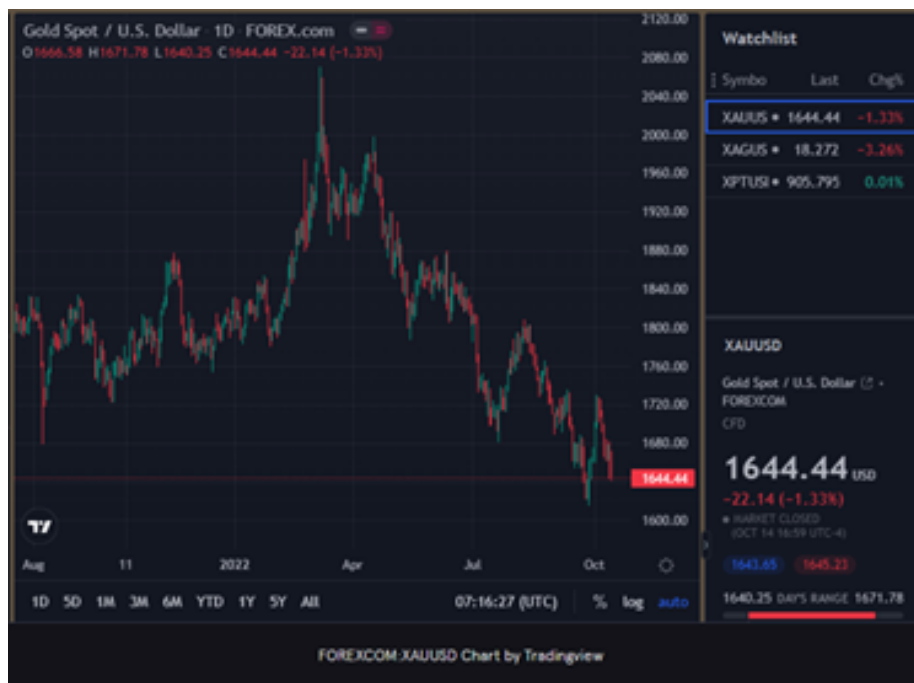 Gold Spot / U.S. Dollar · 1D · FOREX.com
O1666.58 H1671.78 L1640.25 C1644.44 −22.14 (−1.33%)
2120.00
2080.00
2040.00
2000.00
1960.00
1920.00
1880.00
1840.00
1800.00
1760.00
1720.00
1680.00
1644.44
1600.00
Aug 11 2022 Apr Jul Oct
1D 5D 1M 3M 6M YTD 1Y 5Y All 07:16:27 (UTC) % log auto
Watchlist
Symbo Last Chg%
XAUUS 1644.44 −1.33%
XAGUS 18.272 −3.26%
XPTUSI 905.795 0.01%
XAUUSD
Gold Spot / U.S. Dollar
FOREXCOM
CFD
1644.44 USD
−22.14 (−1.33%)
MARKET CLOSED
(OCT 14 16:59 UTC-4)
1643.65 1645.23
1640.25 DAY'S RANGE 1671.78
FOREXCOM:XAUUSD Chart by Tradingview